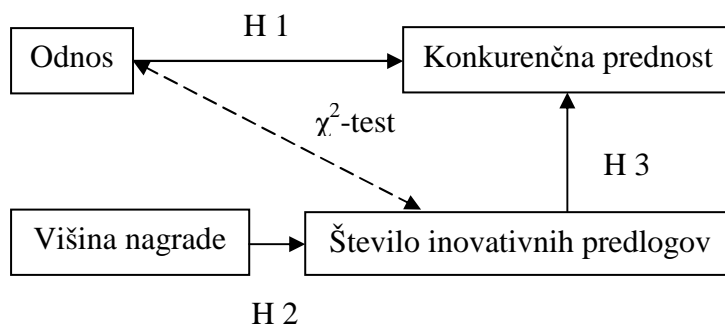 H 1
Odnos
Konkurenčna prednost
χ²-test
H 3
Višina nagrade
Število inovativnih predlogov
H 2